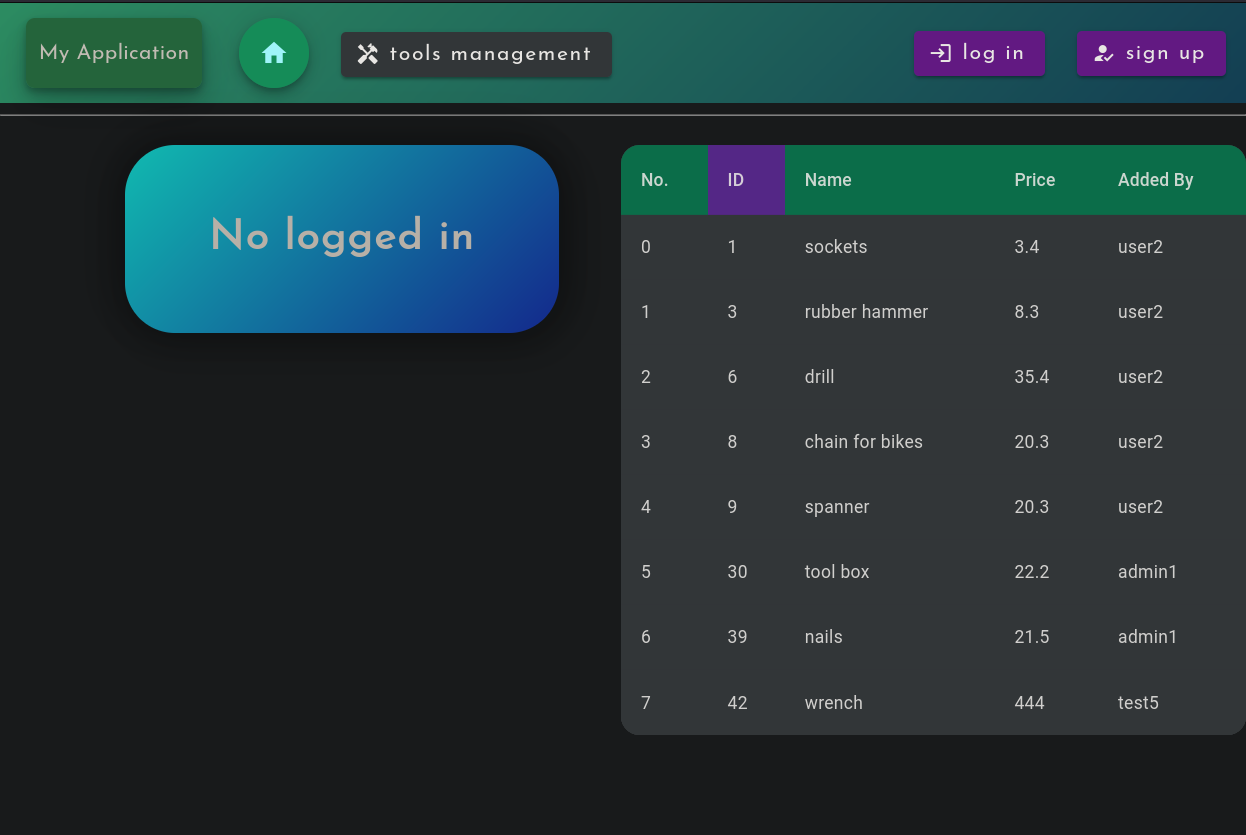 My Application
tools management
log in
sign up
No logged in
No. ID Name Price Added By
0 1 sockets 3.4 user2
1 3 rubber hammer 8.3 user2
2 6 drill 35.4 user2
3 8 chain for bikes 20.3 user2
4 9 spanner 20.3 user2
5 30 tool box 22.2 admin1
6 39 nails 21.5 admin1
7 42 wrench 444 test5